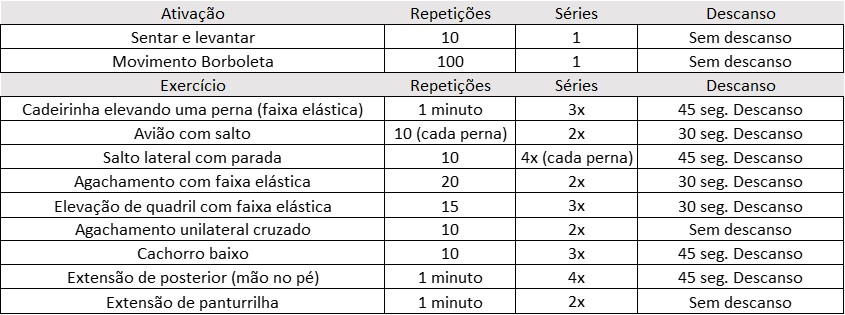 Ativação Repetições Séries Descanso
Sentar e levantar 10 1 Sem descanso
Movimento Borboleta 100 1 Sem descanso
Exercício Repetições Séries Descanso
Cadeirinha elevando uma perna (faixa elástica) 1 minuto 3x 45 seg. Descanso
Avião com salto 10 (cada perna) 2x 30 seg. Descanso
Salto lateral com parada 10 4x (cada perna) 45 seg. Descanso
Agachamento com faixa elástica 20 2x 30 seg. Descanso
Elevação de quadril com faixa elástica 15 3x 30 seg. Descanso
Agachamento unilateral cruzado 10 2x Sem descanso
Cachorro baixo 10 3x 45 seg. Descanso
Extensão de posterior (mão no pé) 1 minuto 4x 45 seg. Descanso
Extensão de panturrilha 1 minuto 2x Sem descanso